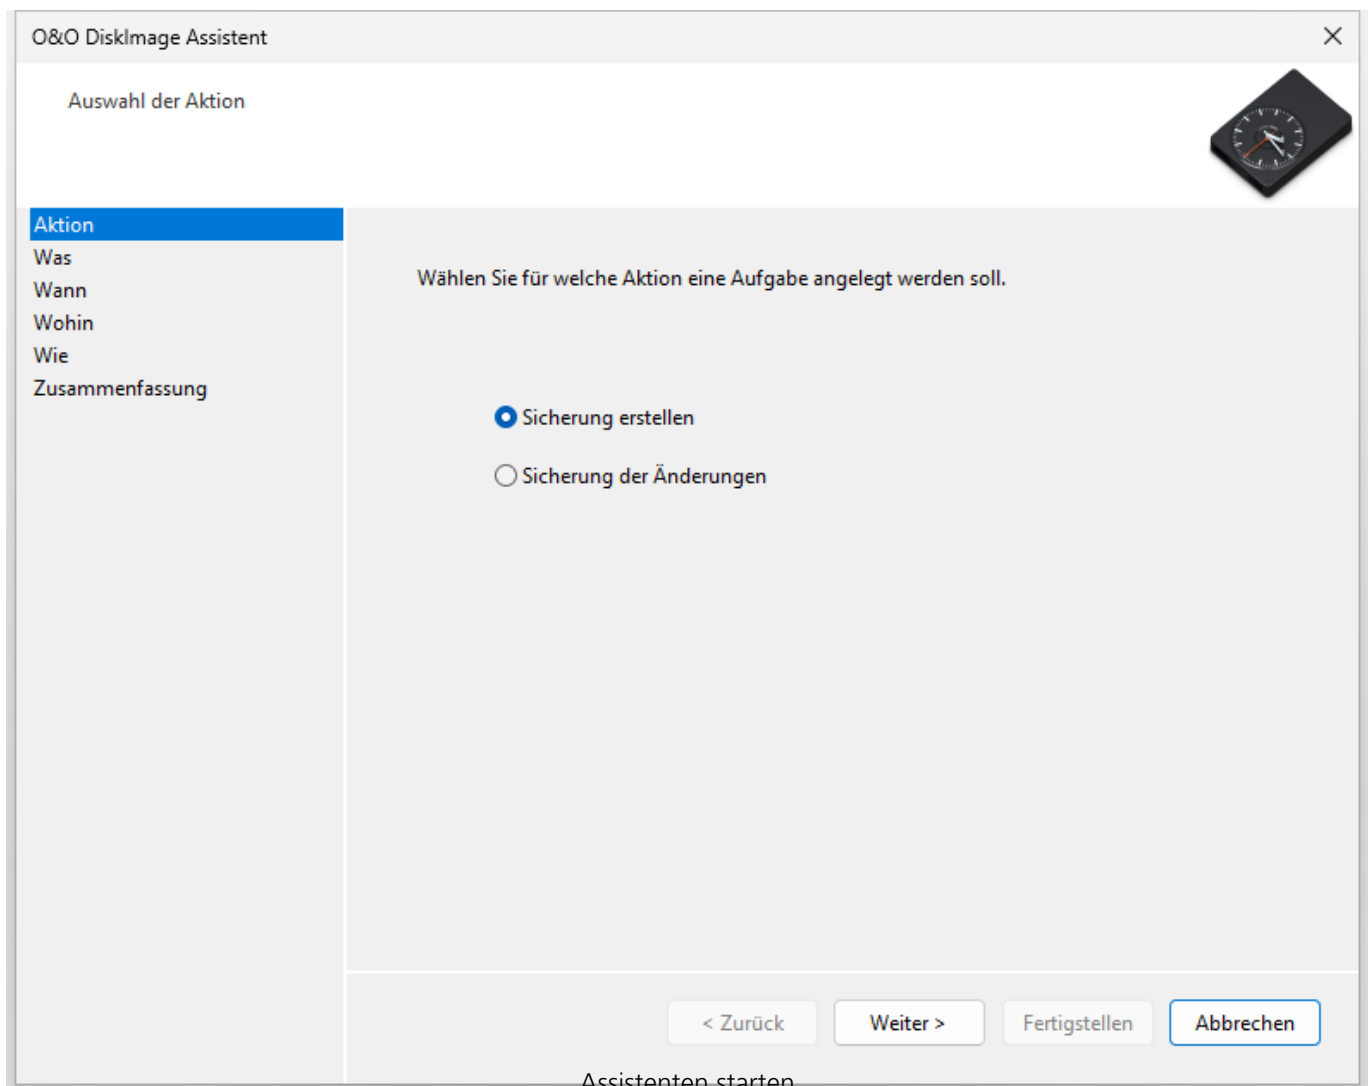 O&O DiskImage Assistent
Auswahl der Aktion
Aktion
Was
Wann
Wohin
Wie
Zusammenfassung
Wählen Sie für welche Aktion eine Aufgabe angelegt werden soll.
Sicherung erstellen
Sicherung der Änderungen
< Zurück
Weiter >
Fertigstellen
Abbrechen
Assistenten starten